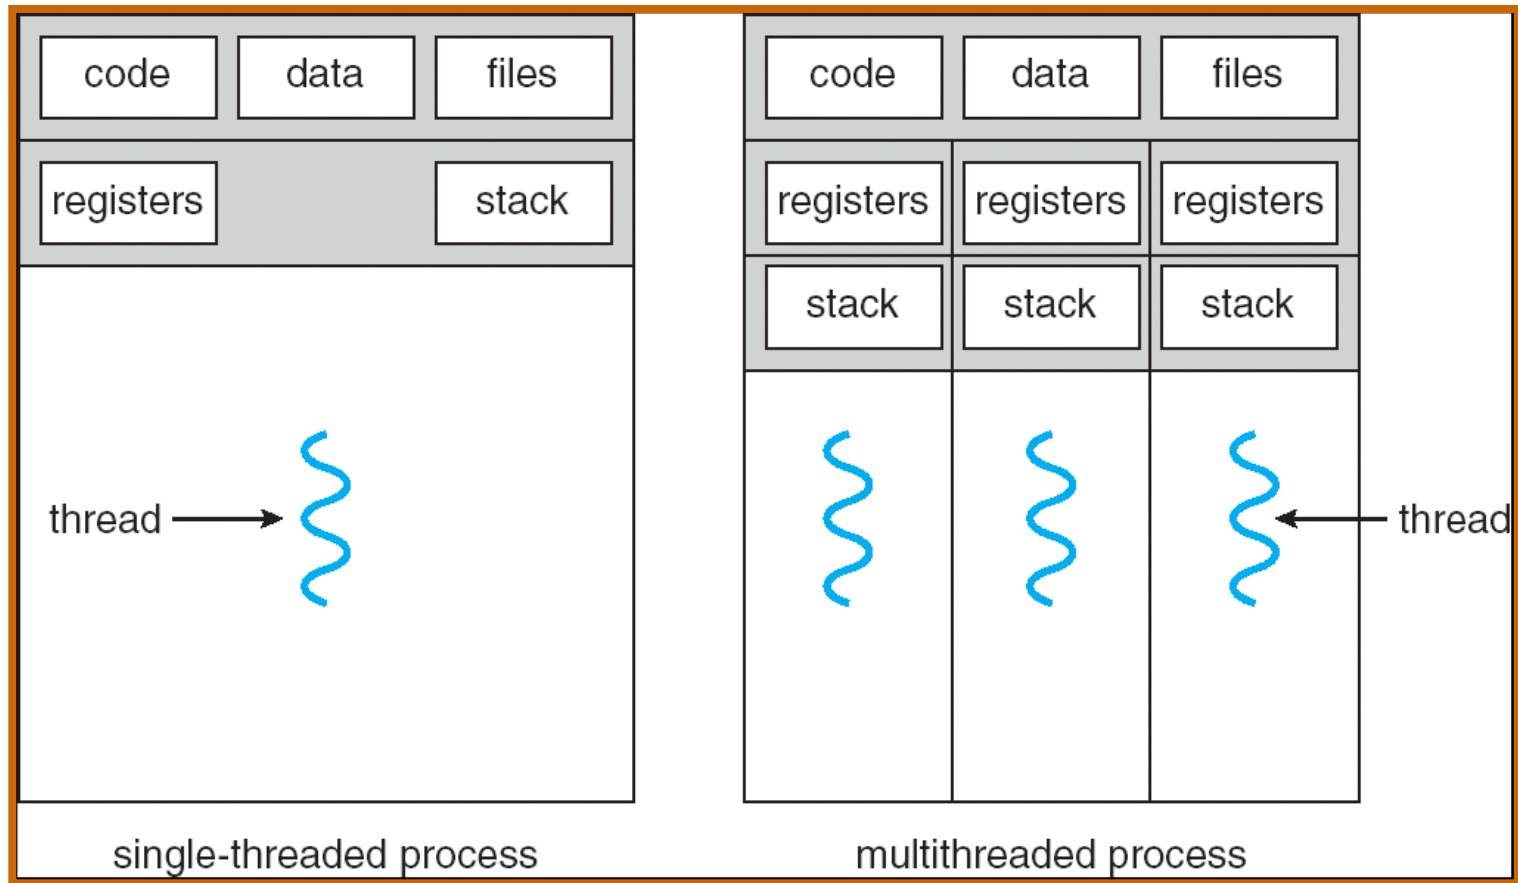 code data files
registers stack
thread
single-threaded process
code data files
registers registers registers
stack stack stack
thread
multithreaded process